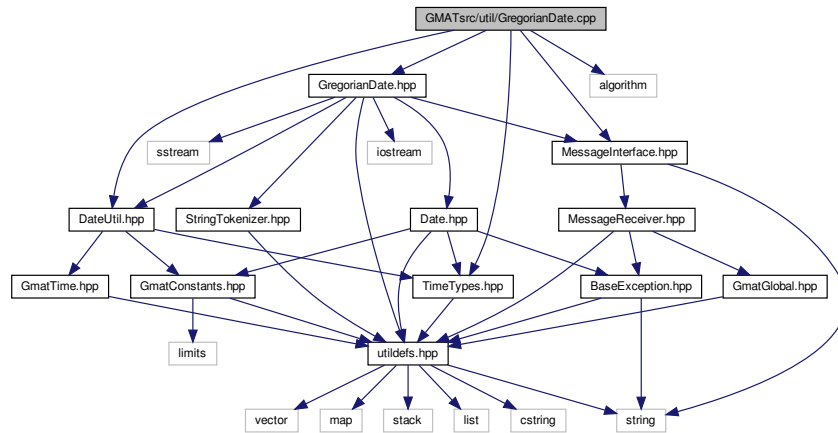 GMATsrc/util/GregorianDate.cpp
GregorianDate.hpp
algorithm
sstream
iostream
MessageInterface.hpp
DateUtil.hpp
StringTokenizer.hpp
Date.hpp
MessageReceiver.hpp
GmatTime.hpp
GmatConstants.hpp
TimeTypes.hpp
BaseException.hpp
GmatGlobal.hpp
limits
utildefs.hpp
vector
map
stack
list
cstring
string